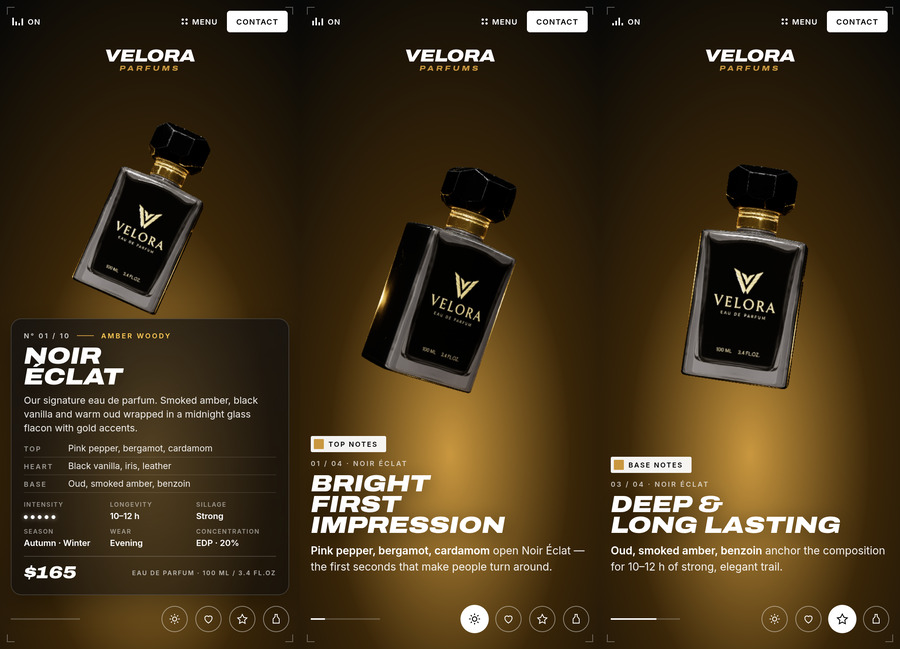 ON
MENU
CONTACT
VELORA
PARFUMS
VELORA
EAU DE PARFUM
100 ML 3.4 FL.OZ.
N° 01 / 10 — AMBER WOODY
NOIR
ÉCLAT
Our signature eau de parfum. Smoked amber, black
vanilla and warm oud wrapped in a midnight glass
flacon with gold accents.
TOP Pink pepper, bergamot, cardamom
HEART Black vanilla, iris, leather
BASE Oud, smoked amber, benzoin
INTENSITY LONGEVITY SILLAGE
10–12 h Strong
SEASON WEAR CONCENTRATION
Autumn · Winter Evening EDP · 20%
$165 EAU DE PARFUM · 100 ML / 3.4 FL.OZ
ON
MENU
CONTACT
VELORA
PARFUMS
VELORA
EAU DE PARFUM
100 ML 3.4 FL.OZ.
TOP NOTES
01 / 04 · NOIR ÉCLAT
BRIGHT
FIRST
IMPRESSION
Pink pepper, bergamot, cardamom open Noir Éclat —
the first seconds that make people turn around.
ON
MENU
CONTACT
VELORA
PARFUMS
VELORA
EAU DE PARFUM
100 ML 3.4 FL.OZ.
BASE NOTES
03 / 04 · NOIR ÉCLAT
DEEP &
LONG LASTING
Oud, smoked amber, benzoin anchor the composition
for 10–12 h of strong, elegant trail.